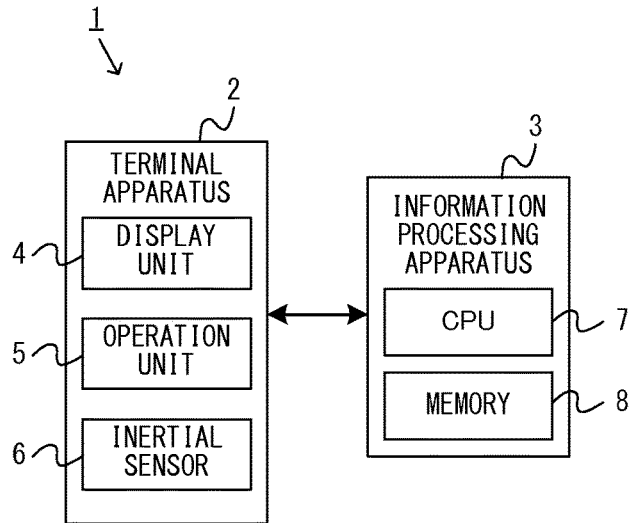 1
2
TERMINAL
APPARATUS
4
DISPLAY
UNIT
5
OPERATION
UNIT
6
INERTIAL
SENSOR
3
INFORMATION
PROCESSING
APPARATUS
CPU
7
MEMORY
8